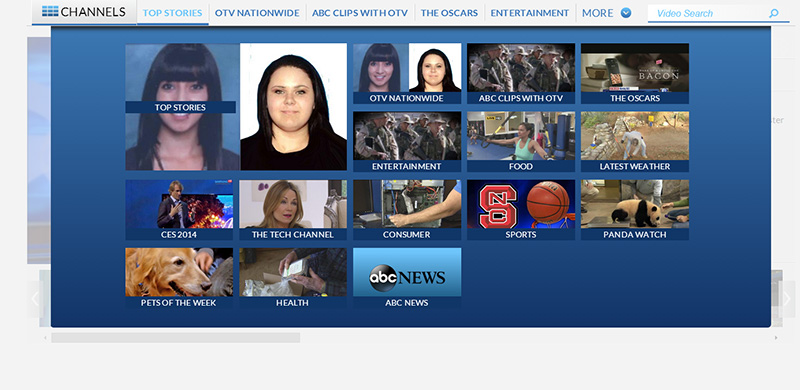 CHANNELS TOP STORIES OTV NATIONWIDE ABC CLIPS WITH OTV THE OSCARS ENTERTAINMENT MORE Video Search
TOP STORIES
BACON
OTV NATIONWIDE ABC CLIPS WITH OTV THE OSCARS
ENTERTAINMENT FOOD LATEST WEATHER
S
NC
CES 2014 THE TECH CHANNEL CONSUMER SPORTS PANDA WATCH
abc NEWS
PETS OF THE WEEK HEALTH ABC NEWS